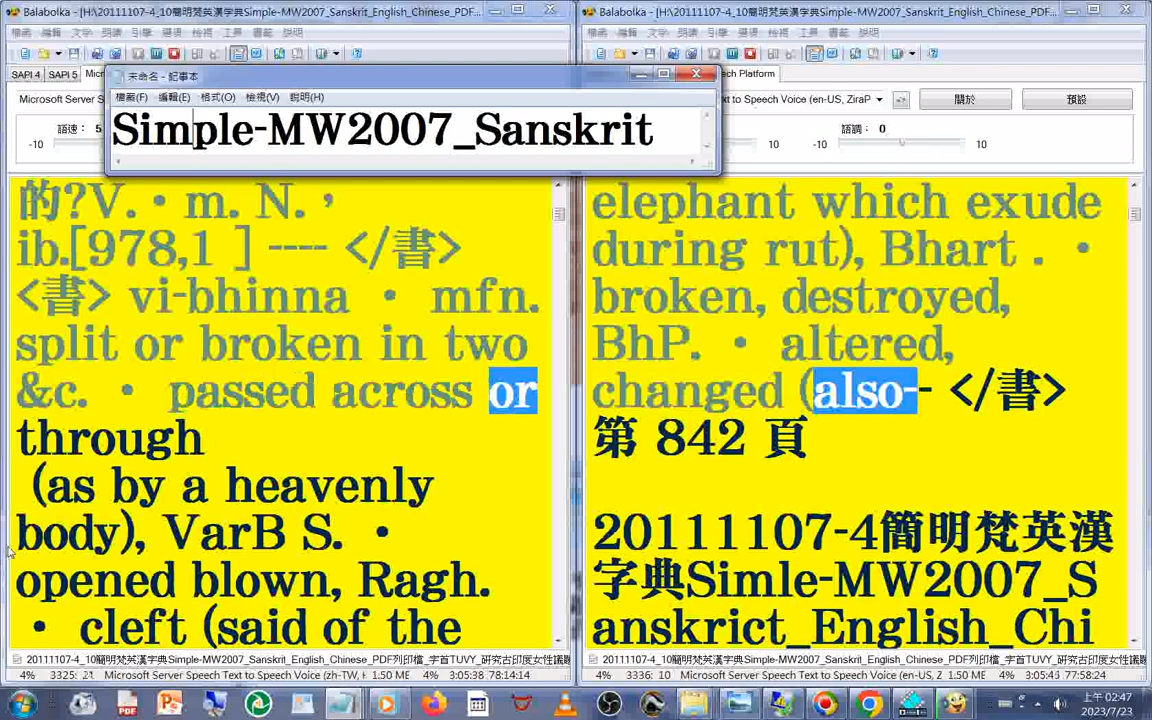 Balabolka - [H:\20111107-4_10簡明梵英漢字典Simple-MW2007_Sanskrit_English_Chinese_PDF...
Balabolka - [H:\20111107-4_10簡明梵英漢字典Simple-MW2007_Sanskrit_English_Chinese_PDF...
SAPI 4 SAPI 5
未命名 - 記事本
檔案(F) 編輯(E) 格式(O) 檢視(V) 說明(H)
Simple-MW2007_Sanskrit
Microsoft Server S
語速： 5
-10
ech Platform
to Speech Voice (en-US, ZiraP
關於
預設
語調： 0
10 -10 10
的?V.・m. N.，
ib.[978,1 ] ---- </書>
<書> vi-bhinna ・ mfn.
split or broken in two
&c. ・ passed across or
through
(as by a heavenly
body), VarB S. ・
opened blown, Ragh.
・ cleft (said of the
elephant which exude
during rut), Bhart . ・
broken, destroyed,
BhP. ・ altered,
changed (also-- </書>
第 842 頁
20111107-4簡明梵英漢
字典Simle-MW2007_S
anskrict_English_Chi
20111107-4_10簡明梵英漢字典Simple-MW2007_Sanskrit_English_Chinese_PDF列印檔_字首TUVY_研究古印度女性議題
20111107-4_10簡明梵英漢字典Simple-MW2007_Sanskrit_English_Chinese_PDF列印檔_字首TUVY_研究古印度女性議題
4% 3325: 21 Microsoft Server Speech Text to Speech Voice (zh-TW, H 1.50 MB 4% 3:05:38 78:14:14
4% 3336: 10 Microsoft Server Speech Text to Speech Voice (en-US, Z 1.50 MB 4% 3:05:45 77:58:24
上午 02:47
2023/7/23